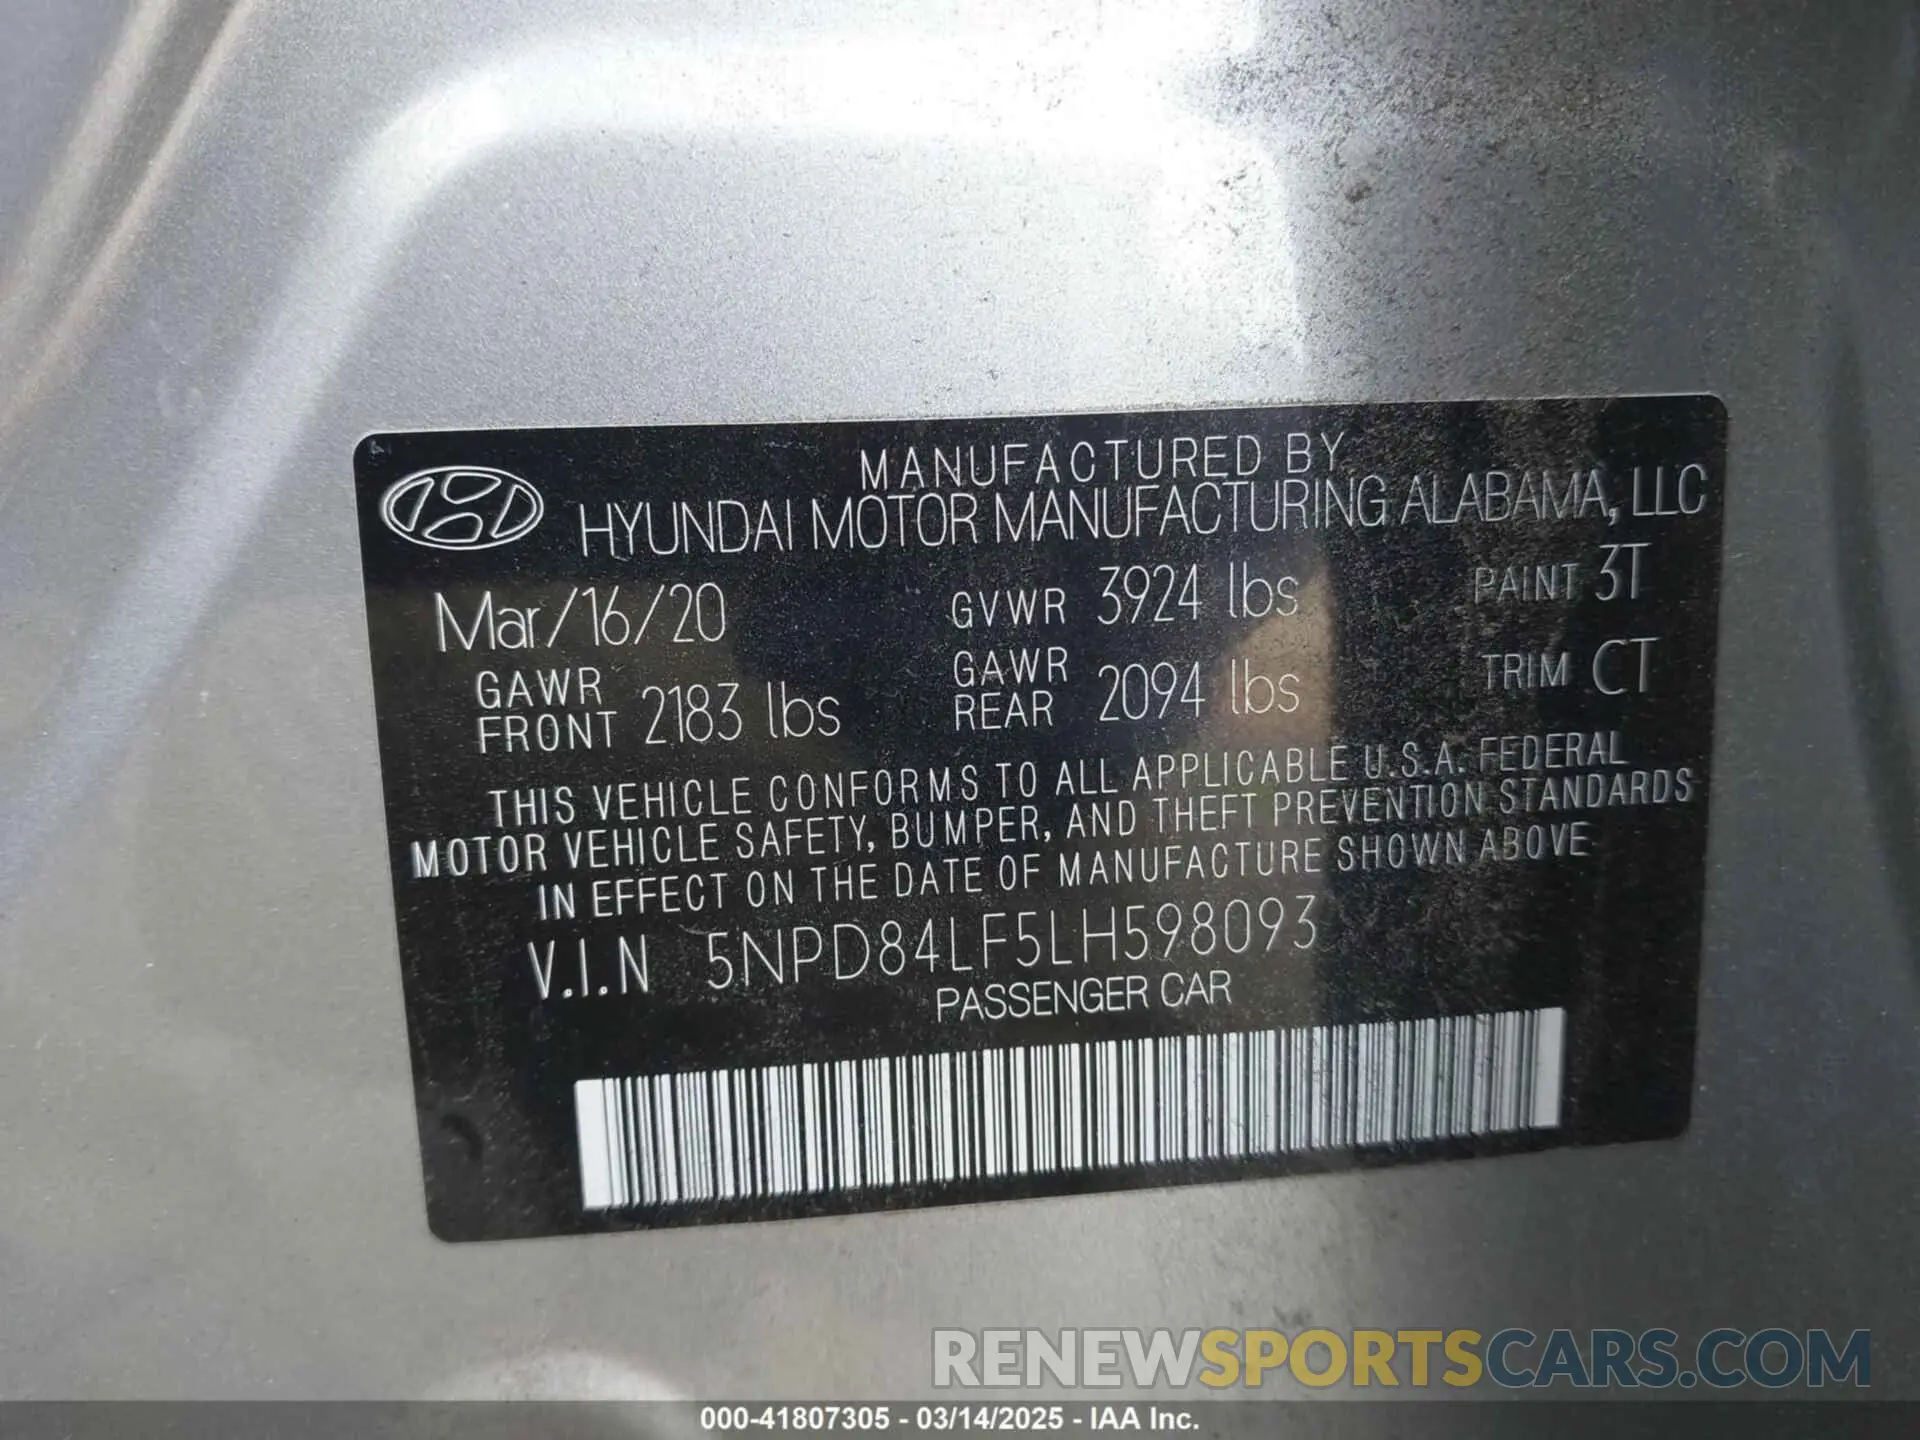 MANUFACTURED BY
HYUNDAI MOTOR MANUFACTURING ALABAMA, LLC
Mar/16/20 GVWR 3924 lbs PAINT 3T
GAWR FRONT 2183 lbs GAWR REAR 2094 lbs TRIM CT
THIS VEHICLE CONFORMS TO ALL APPLICABLE U.S.A. FEDERAL
MOTOR VEHICLE SAFETY, BUMPER, AND THEFT PREVENTION STANDARDS
IN EFFECT ON THE DATE OF MANUFACTURE SHOWN ABOVE
V.I.N 5NPD84LF5LH598093
PASSENGER CAR
RENEWSPORTSCARS.COM
000-41807305 - 03/14/2025 - IAA Inc.